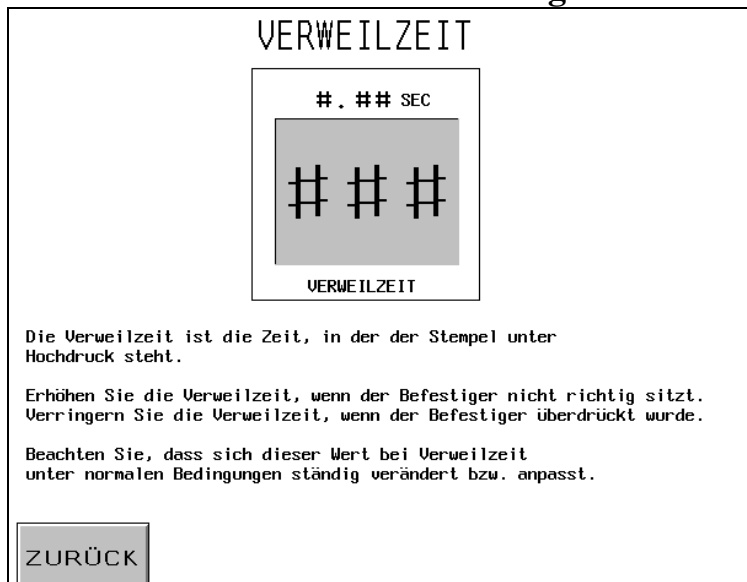 VERWEILZEIT
#.## SEC
###
VERWEILZEIT
Die Verweilzeit ist die Zeit, in der der Stempel unter
Hochdruck steht.
Erhöhen Sie die Verweilzeit, wenn der Befestiger nicht richtig sitzt.
Verringern Sie die Verweilzeit, wenn der Befestiger überdrückt wurde.
Beachten Sie, dass sich dieser Wert bei Verweilzeit
unter normalen Bedingungen ständig verändert bzw. anpasst.
ZURÜCK